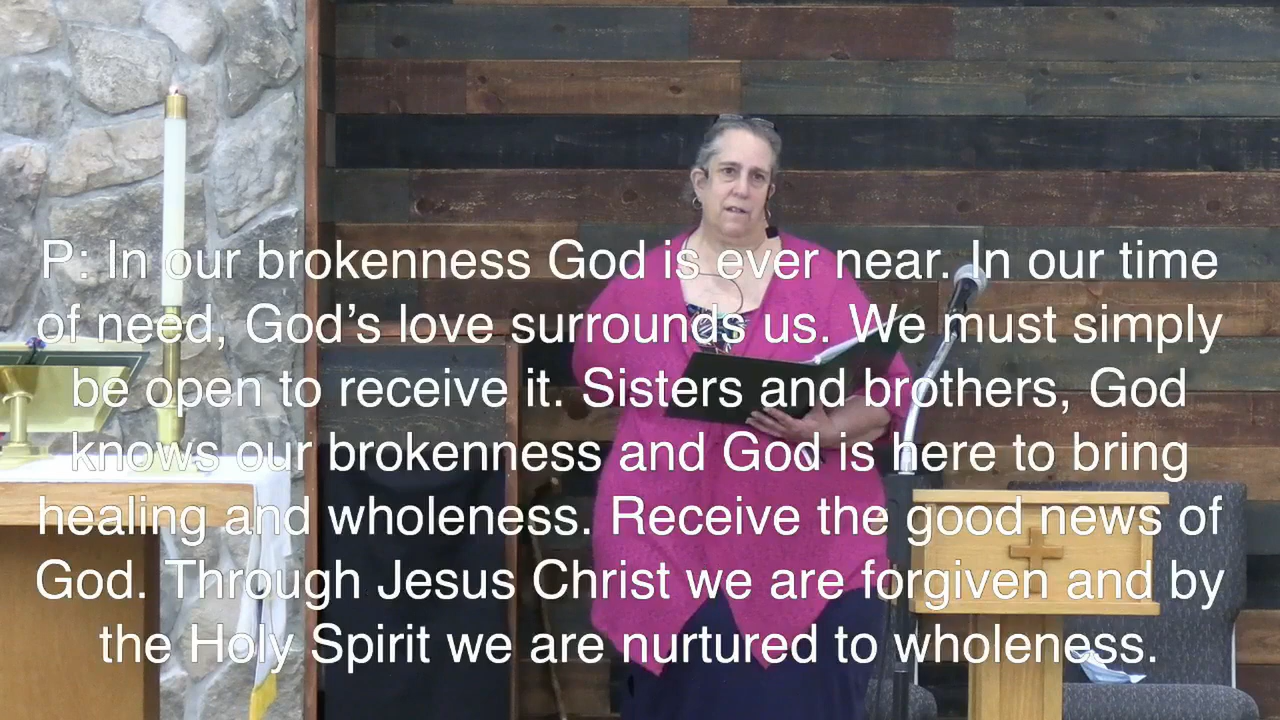 P: In our brokenness God is ever near. In our time
of need, God’s love surrounds us. We must simply
be open to receive it. Sisters and brothers, God
knows our brokenness and God is here to bring
healing and wholeness. Receive the good news of
God. Through Jesus Christ we are forgiven and by
the Holy Spirit we are nurtured to wholeness.